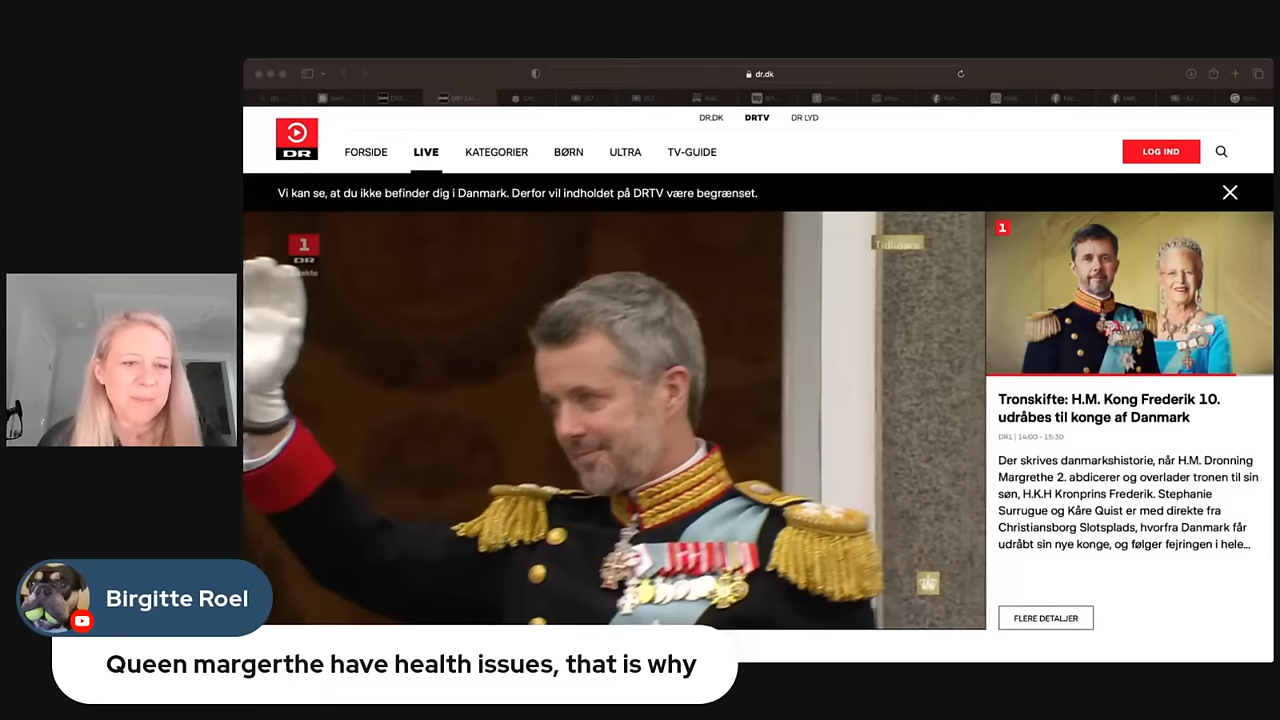 dr.dk
DR.DK DRTV DR LYD
DR
FORSIDE LIVE KATEGORIER BØRN ULTRA TV-GUIDE
LOG IND
Vi kan se, at du ikke befinder dig i Danmark. Derfor vil indholdet på DRTV være begrænset.
1
DR
1
Tronskifte: H.M. Kong Frederik 10.
udråbes til konge af Danmark
DR1 | 14:00 - 15:30
Der skrives danmarkshistorie, når H.M. Dronning
Margrethe 2. abdicerer og overlader tronen til sin
søn, H.K.H Kronprins Frederik. Stephanie
Surrugue og Kåre Quist er med direkte fra
Christiansborg Slotsplads, hvorfra Danmark får
udråbt sin nye konge, og følger fejringen i hele...
FLERE DETALJER
Birgitte Roel
Queen margerthe have health issues, that is why